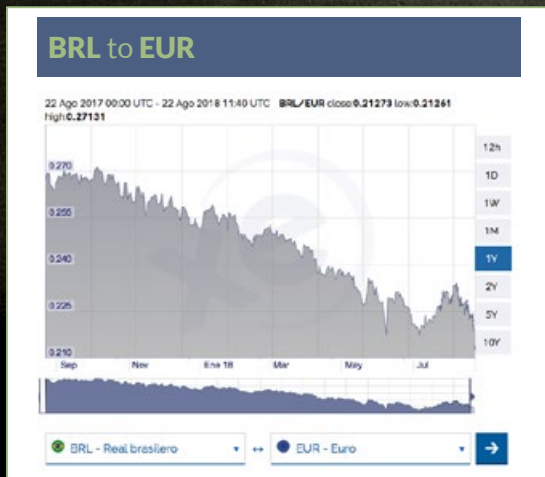 BRL to EUR
22 Ago 2017 00:00 UTC - 22 Ago 2018 11:40 UTC BRL/EUR close:0.21273 low:0.21261
high:0.27131
0.270
0.255
0.240
0.225
0.210
Sep Nov Ene 18 Mar May Jul
12h
1D
1W
1M
1Y
2Y
5Y
10Y
xe
BRL - Real brasilero
EUR - Euro